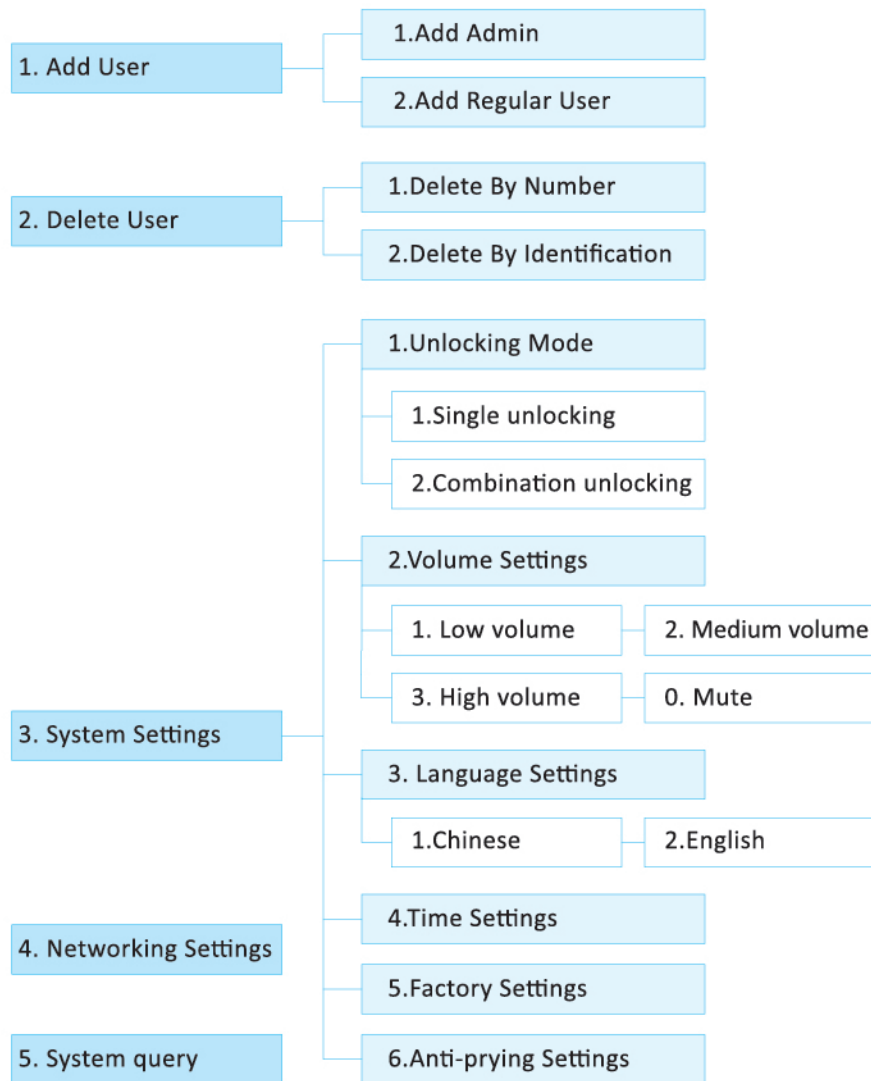 1. Add User
1.Add Admin
2.Add Regular User
2. Delete User
1.Delete By Number
2.Delete By Identification
3. System Settings
1.Unlocking Mode
1.Single unlocking
2.Combination unlocking
2.Volume Settings
1. Low volume
2. Medium volume
3. High volume
0. Mute
3. Language Settings
1.Chinese
2.English
4.Time Settings
5.Factory Settings
6.Anti-prying Settings
4. Networking Settings
5. System query